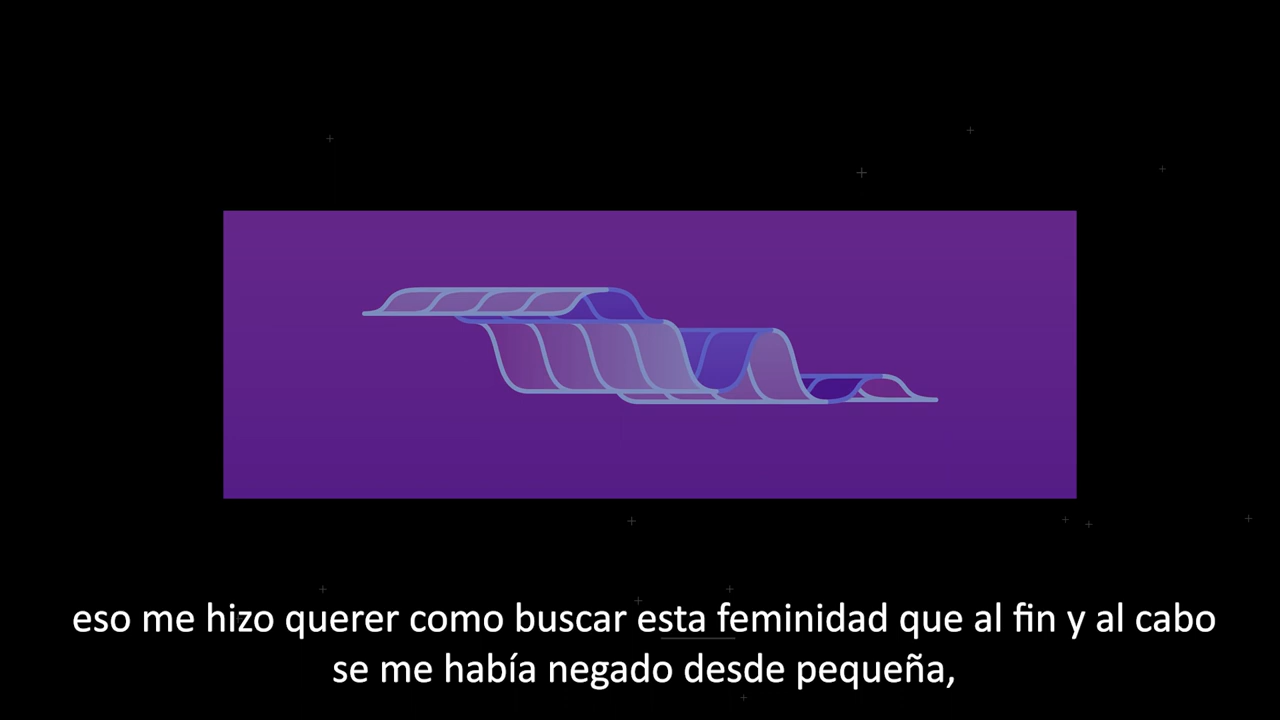 eso me hizo querer como buscar esta feminidad que al fin y al cabo
se me había negado desde pequeña,